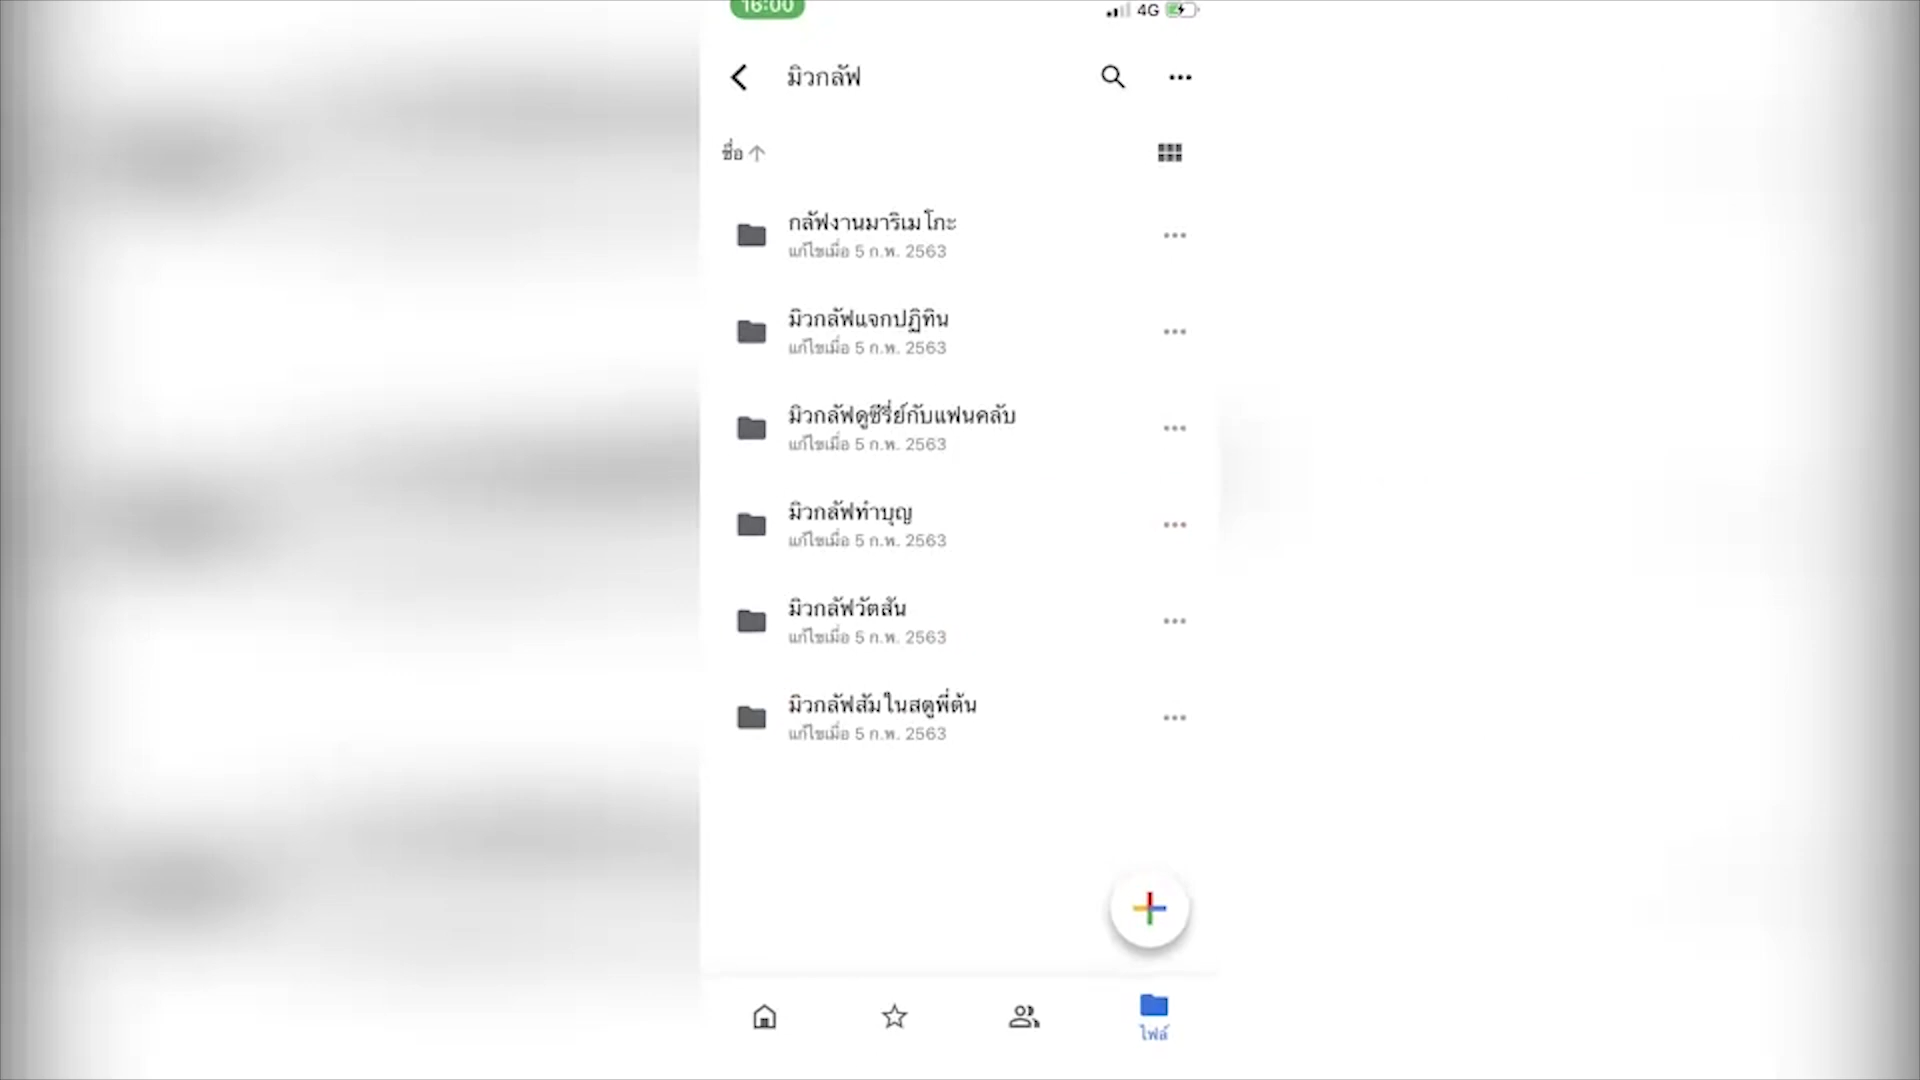 16:00
4G
มิวกลัฟ
ชื่อ
กลัฟงานมาริเมโกะ
แก้ไขเมื่อ 5 ก.พ. 2563
มิวกลัฟแจกปฏิทิน
แก้ไขเมื่อ 5 ก.พ. 2563
มิวกลัฟดูซีรี่ย์กับแฟนคลับ
แก้ไขเมื่อ 5 ก.พ. 2563
มิวกลัฟทำบุญ
แก้ไขเมื่อ 5 ก.พ. 2563
มิวกลัฟวัตสัน
แก้ไขเมื่อ 5 ก.พ. 2563
มิวกลัฟสัมในสตูพี่ต้น
แก้ไขเมื่อ 5 ก.พ. 2563
ไฟล์